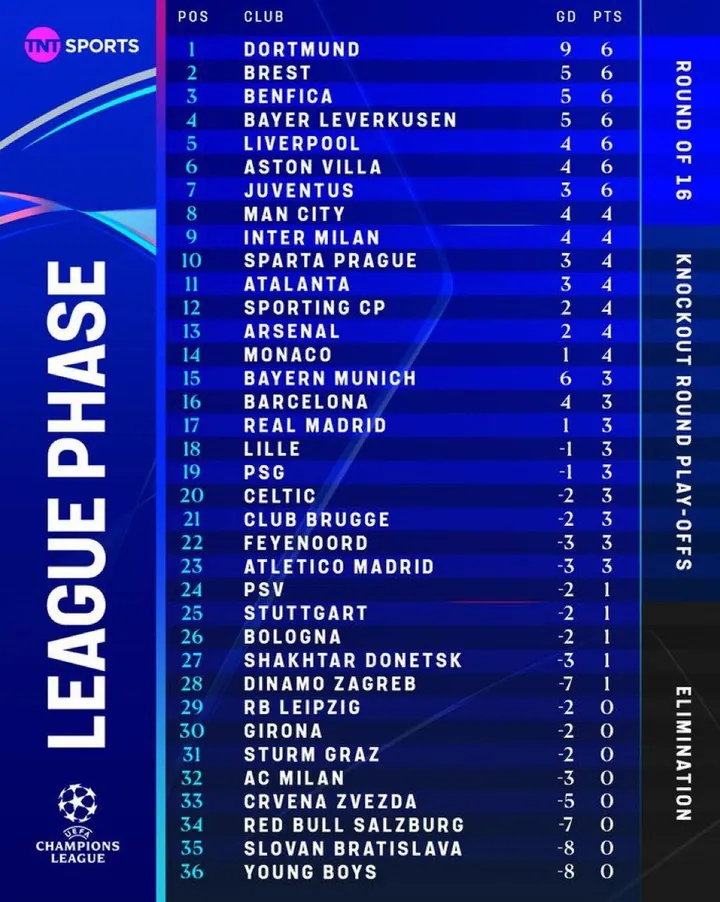 TNT SPORTS
LEAGUE PHASE
UEFA
CHAMPIONS
LEAGUE
POS CLUB GD PTS
1 DORTMUND 9 6
2 BREST 5 6
3 BENFICA 5 6
4 BAYER LEVERKUSEN 5 6
5 LIVERPOOL 4 6
6 ASTON VILLA 4 6
7 JUVENTUS 3 6
8 MAN CITY 4 4
9 INTER MILAN 4 4
10 SPARTA PRAGUE 3 4
11 ATALANTA 3 4
12 SPORTING CP 2 4
13 ARSENAL 2 4
14 MONACO 1 4
15 BAYERN MUNICH 6 3
16 BARCELONA 4 3
17 REAL MADRID 1 3
18 LILLE -1 3
19 PSG -1 3
20 CELTIC -2 3
21 CLUB BRUGGE -2 3
22 FEYENOORD -3 3
23 ATLETICO MADRID -3 3
24 PSV -2 1
25 STUTTGART -2 1
26 BOLOGNA -2 1
27 SHAKHTAR DONETSK -3 1
28 DINAMO ZAGREB -7 1
29 RB LEIPZIG -2 0
30 GIRONA -2 0
31 STURM GRAZ -2 0
32 AC MILAN -3 0
33 CRVENA ZVEZDA -5 0
34 RED BULL SALZBURG -7 0
35 SLOVAN BRATISLAVA -8 0
36 YOUNG BOYS -8 0
ROUND OF 16
KNOCKOUT ROUND PLAY-OFFS
ELIMINATION